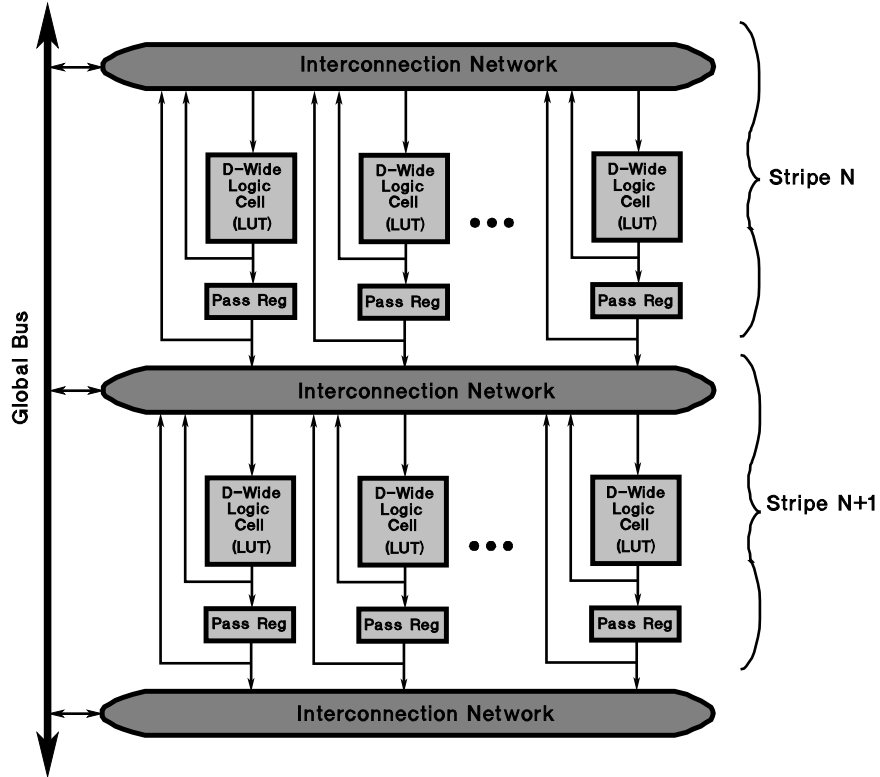 Interconnection Network
D-Wide
Logic
Cell
(LUT)
D-Wide
Logic
Cell
(LUT)
D-Wide
Logic
Cell
(LUT)
Stripe N
Pass Reg
Pass Reg
Pass Reg
Global Bus
Interconnection Network
D-Wide
Logic
Cell
(LUT)
D-Wide
Logic
Cell
(LUT)
D-Wide
Logic
Cell
(LUT)
Stripe N+1
Pass Reg
Pass Reg
Pass Reg
Interconnection Network